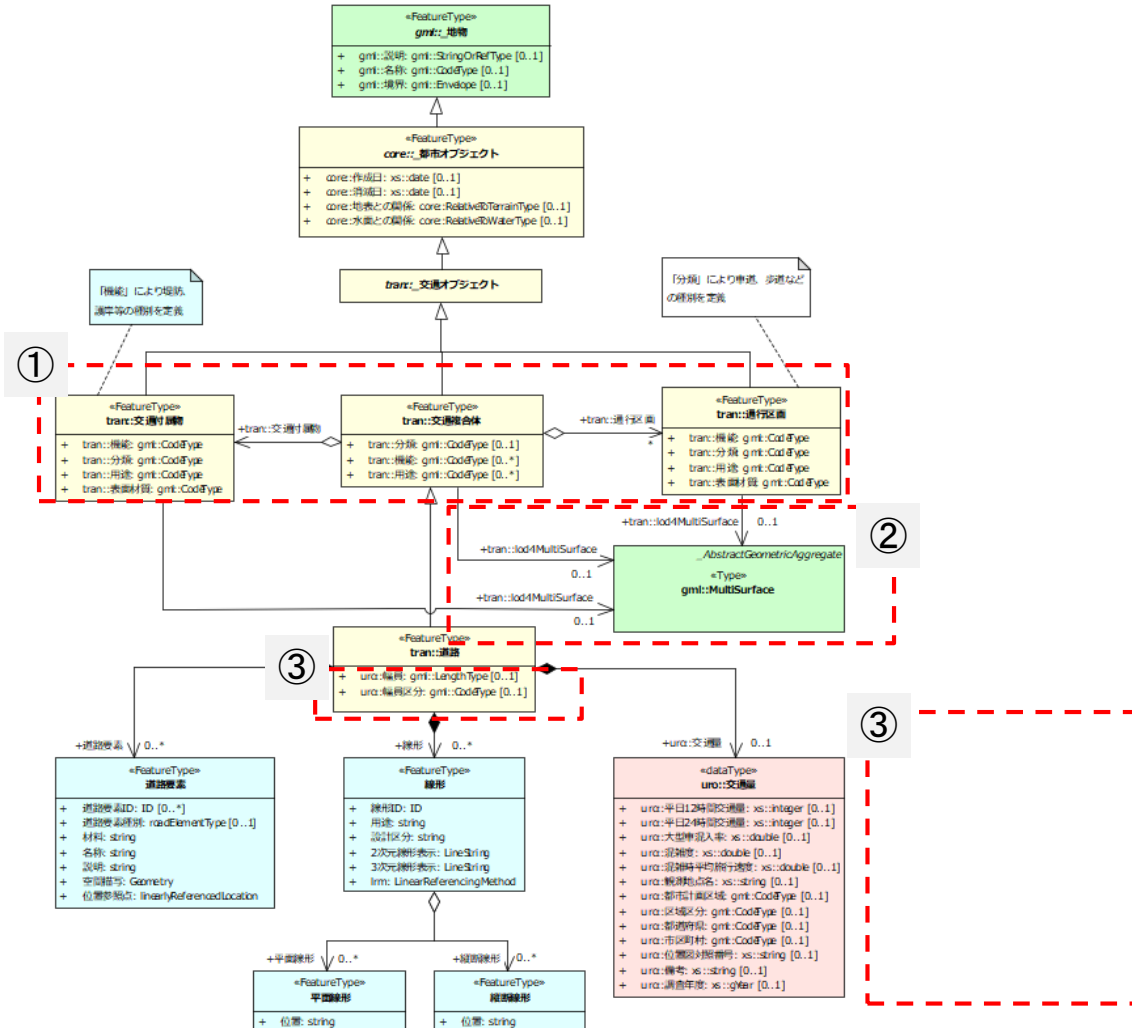 «FeatureType»
gml::_地物
+ gml::説明: gml::StringOrRefType [0..1]
+ gml::名称: gml::CodeType [0..1]
+ gml::境界: gml::Envelope [0..1]
«FeatureType»
core::_都市オブジェクト
+ core::作成日: xs::date [0..1]
+ core::消滅日: xs::date [0..1]
+ core::地表との関係: core::RelativeToTerrainType [0..1]
+ core::水面との関係: core::RelativeToWaterType [0..1]
tran::_交通オブジェクト
「機能」により堤防、
護岸等の種別を定義
「分類」により車道、歩道など
の種別を定義
①
«FeatureType»
tran::交通付属物
+ tran::機能: gml::CodeType
+ tran::分類: gml::CodeType
+ tran::用途: gml::CodeType
+ tran::表面材質: gml::CodeType
+tran::交通付属物
«FeatureType»
tran::交通複合体
+ tran::分類: gml::CodeType [0..1]
+ tran::機能: gml::CodeType [0..*]
+ tran::用途: gml::CodeType [0..*]
+tran::通行区画
*
«FeatureType»
tran::通行区画
+ tran::機能: gml::CodeType
+ tran::分類: gml::CodeType
+ tran::用途: gml::CodeType
+ tran::表面材質: gml::CodeType
②
+tran::lod4MultiSurface 0..1
+tran::lod4MultiSurface
0..1
+tran::lod4MultiSurface
0..1
_AbstractGeometricAggregate
«Type»
gml::MultiSurface
«FeatureType»
tran::道路
+ uro::幅員: gml::LengthType [0..1]
+ uro::幅員区分: gml::CodeType [0..1]
③
③
+道路要素 0..*
+線形 0..*
+uro::交通量 0..1
«FeatureType»
道路要素
+ 道路要素ID: ID [0..*]
+ 道路要素種別: roadElementType [0..1]
+ 材料: string
+ 名称: string
+ 説明: string
+ 空間描写: Geometry
+ 位置参照点: linearlyReferencedLocation
«FeatureType»
線形
+ 線形ID: ID
+ 用途: string
+ 設計区分: string
+ 2次元線形表示: LineString
+ 3次元線形表示: LineString
+ lrm: LinearReferencingMethod
«dataType»
uro::交通量
+ uro::平日12時間交通量: xs::integer [0..1]
+ uro::平日24時間交通量: xs::integer [0..1]
+ uro::大型車混入率: xs::double [0..1]
+ uro::混雑度: xs::double [0..1]
+ uro::混雑時平均旅行速度: xs::double [0..1]
+ uro::観測地点名: xs::string [0..1]
+ uro::都市計画区域: gml::CodeType [0..1]
+ uro::区域区分: gml::CodeType [0..1]
+ uro::都道府県: gml::CodeType [0..1]
+ uro::市区町村: gml::CodeType [0..1]
+ uro::位置図対照番号: xs::string [0..1]
+ uro::備考: xs::string [0..1]
+ uro::調査年度: xs::gYear [0..1]
+平面線形 0..*
+縦断線形 0..*
«FeatureType»
平面線形
+ 位置: string
«FeatureType»
縦断線形
+ 位置: string